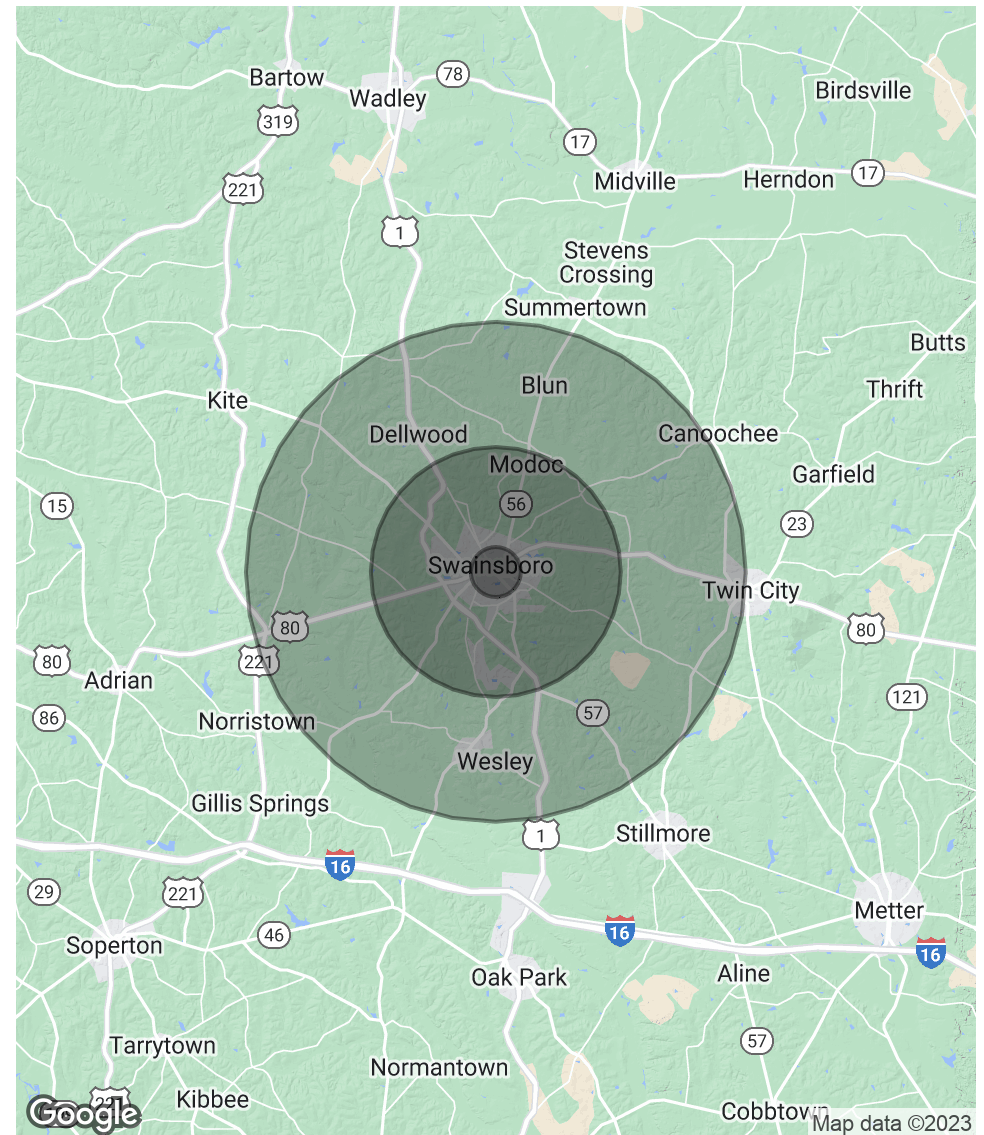 Bartow
Wadley
78
Birdsville
319
17
221
Midville
Herndon
17
1
Stevens
Crossing
Summertown
Butts
Thrift
Kite
Blun
Dellwood
Canoochee
Modoc
Garfield
15
56
23
Swainsboro
Twin City
80
80
80
221
Adrian
86
Norristown
57
121
Wesley
Gillis Springs
1
Stillmore
16
29
221
Metter
46
16
Soperton
16
Oak Park
Aline
57
Tarrytown
Normantown
Kibbee
221
Google
Cobbtown
Map data ©2023